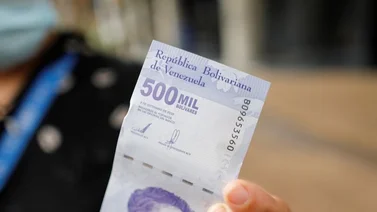 República Bolivariana
de Venezuela
500 MIL
BOLÍVARES
B09653560